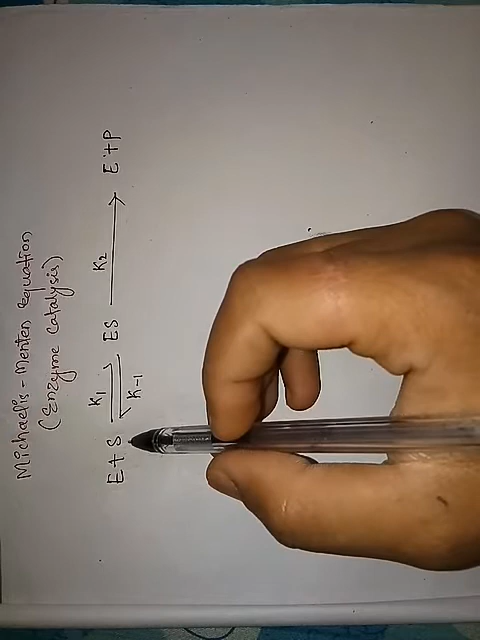 Michaelis - Menten equation
(Enzyme catalysis)
E + S ⇌ ES ⟶ E + P
K1
K-1
K2